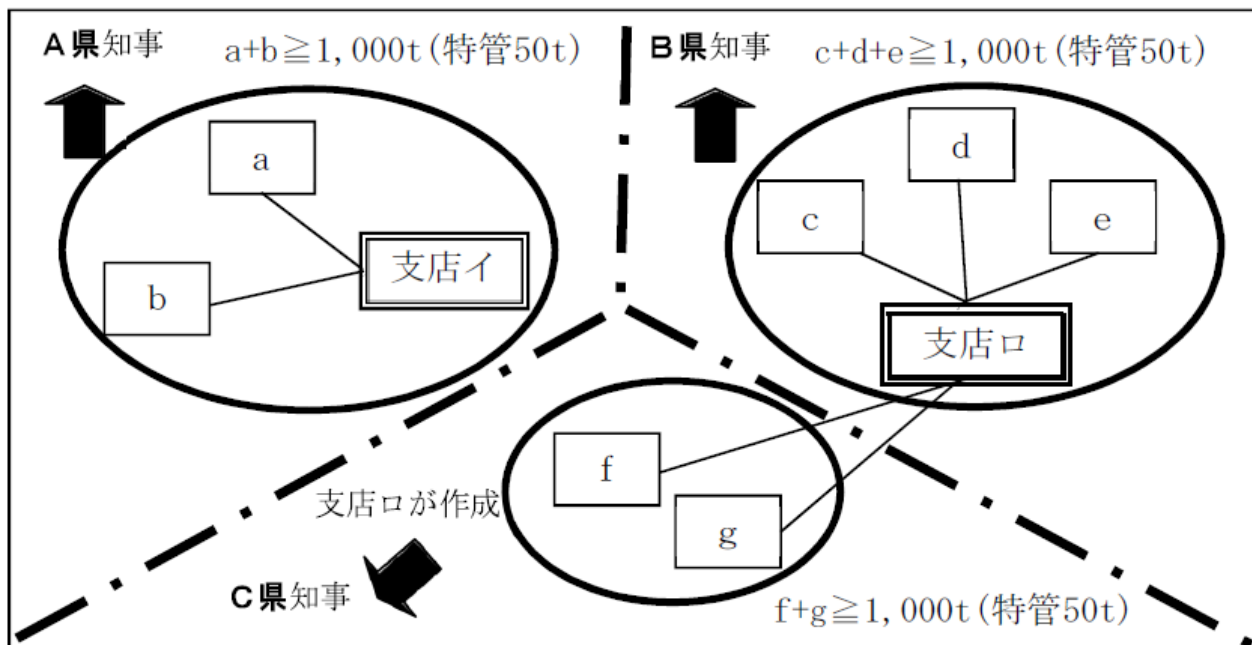 A県知事
a+b≧1,000t(特管50t)
a
b
支店イ
B県知事
c+d+e≧1,000t(特管50t)
d
c
e
支店ロ
f
g
支店ロが作成
C県知事
f+g≧1,000t(特管50t)